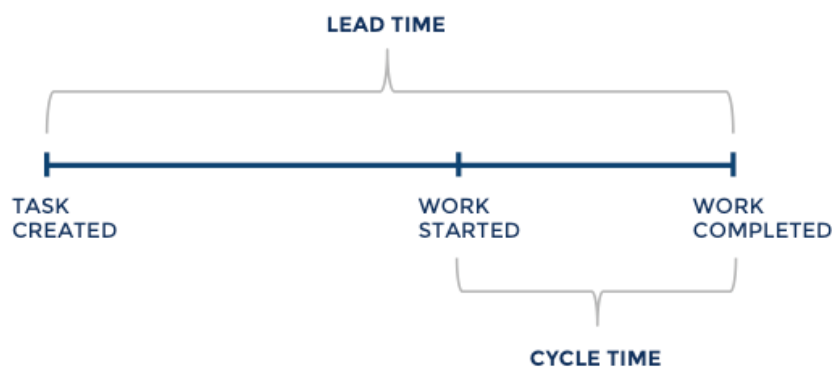 LEAD TIME
TASK
CREATED
WORK
STARTED
WORK
COMPLETED
CYCLE TIME